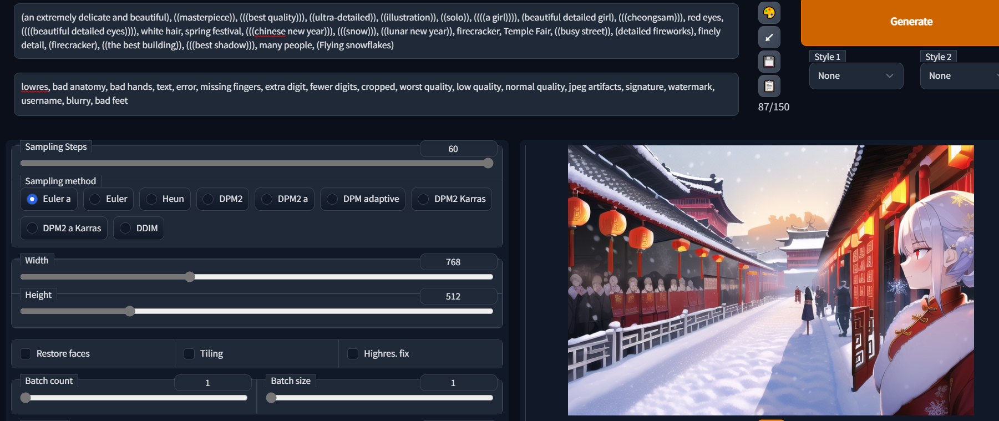 (an extremely delicate and beautiful), ((masterpiece)), (((best quality))), ((ultra-detailed)), ((illustration)), ((solo)), ((((a girl)))), (beautiful detailed girl), (((cheongsam))), red eyes,
((((beautiful detailed eyes)))), white hair, spring festival, (((chinese new year))), (((snow))), ((lunar new year)), firecracker, Temple Fair, ((busy street)), (detailed fireworks), finely
detail, (firecracker), ((the best building)), (((best shadow))), many people, (Flying snowflakes)
lowres, bad anatomy, bad hands, text, error, missing fingers, extra digit, fewer digits, cropped, worst quality, low quality, normal quality, jpeg artifacts, signature, watermark,
username, blurry, bad feet
87/150
Generate
Style 1
Style 2
None
None
Sampling Steps
60
Sampling method
Euler a
Euler
Heun
DPM2
DPM2 a
DPM adaptive
DPM2 Karras
DPM2 a Karras
DDIM
Width
768
Height
512
Restore faces
Tiling
Highres. fix
Batch count
1
Batch size
1